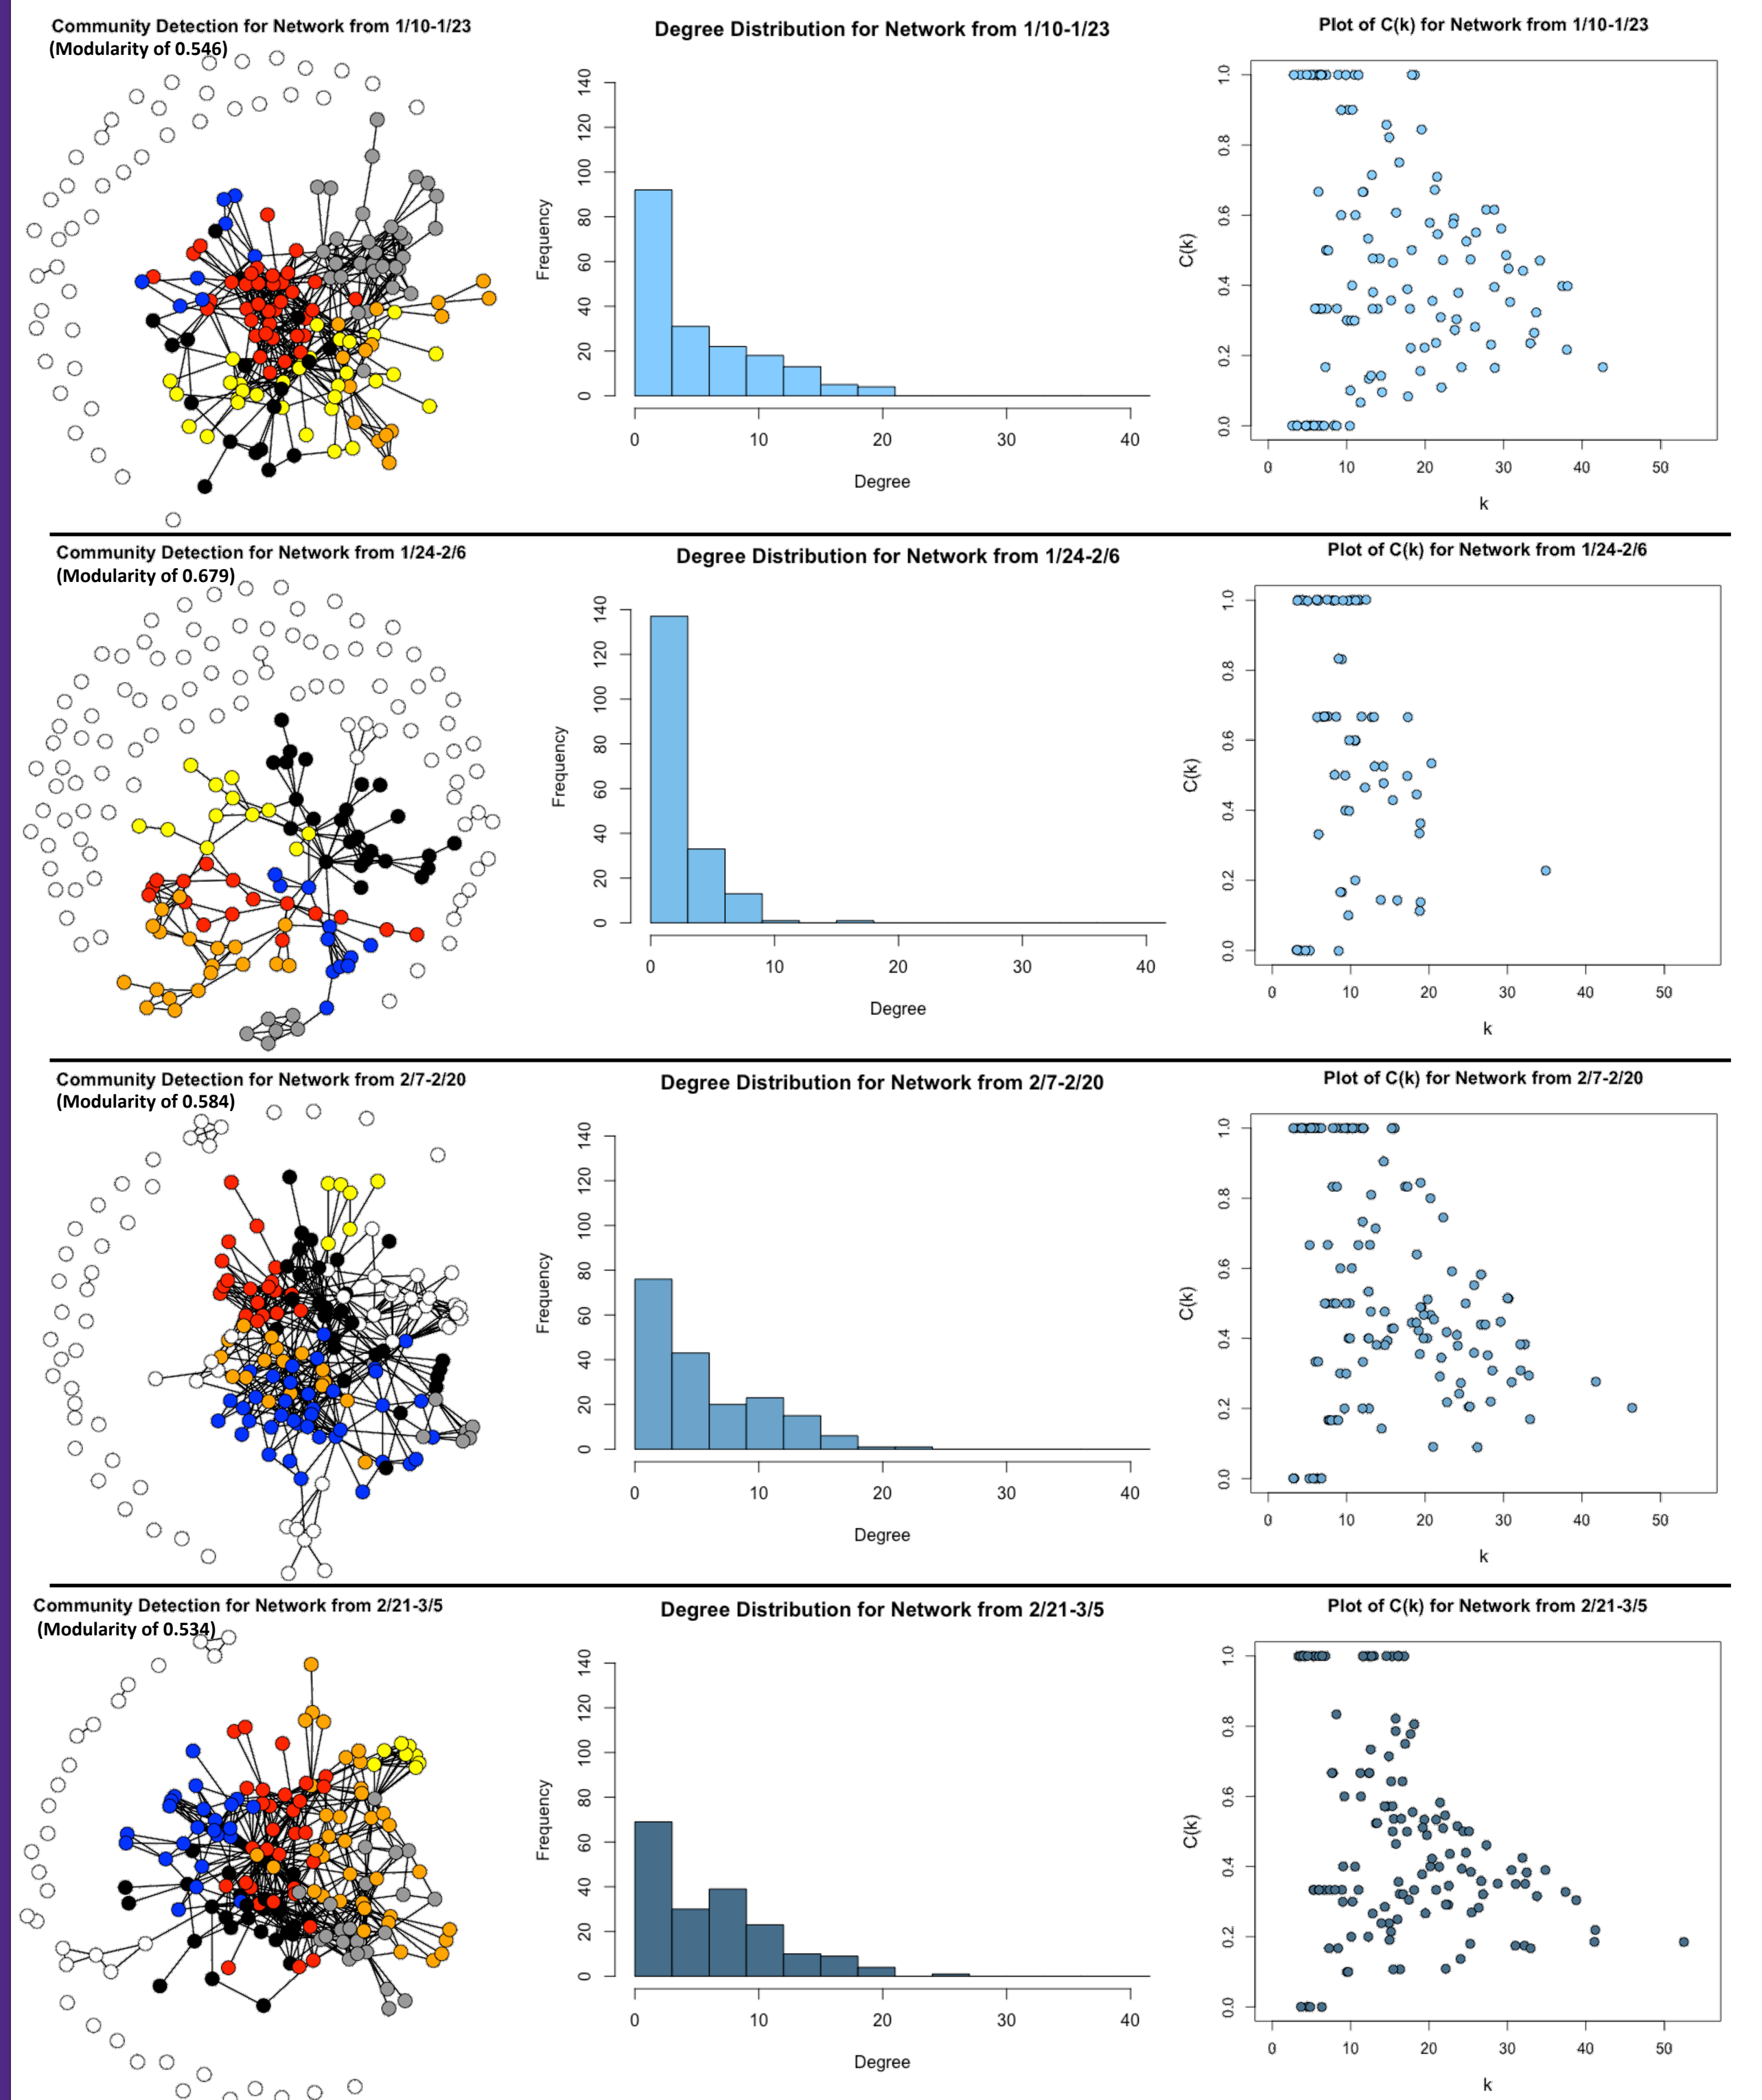 Community Detection for Network from 1/10-1/23
(Modularity of 0.546)
Degree Distribution for Network from 1/10-1/23
Frequency
0 20 40 60 80 100 120 140
0 10 20 30 40
Degree
Plot of C(k) for Network from 1/10-1/23
C(k)
0.0 0.2 0.4 0.6 0.8 1.0
0 10 20 30 40 50
k
Community Detection for Network from 1/24-2/6
(Modularity of 0.679)
Degree Distribution for Network from 1/24-2/6
Frequency
0 20 40 60 80 100 120 140
0 10 20 30 40
Degree
Plot of C(k) for Network from 1/24-2/6
C(k)
0.0 0.2 0.4 0.6 0.8 1.0
0 10 20 30 40 50
k
Community Detection for Network from 2/7-2/20
(Modularity of 0.584)
Degree Distribution for Network from 2/7-2/20
Frequency
0 20 40 60 80 100 120 140
0 10 20 30 40
Degree
Plot of C(k) for Network from 2/7-2/20
C(k)
0.0 0.2 0.4 0.6 0.8 1.0
0 10 20 30 40 50
k
Community Detection for Network from 2/21-3/5
(Modularity of 0.534)
Degree Distribution for Network from 2/21-3/5
Frequency
0 20 40 60 80 100 120 140
0 10 20 30 40
Degree
Plot of C(k) for Network from 2/21-3/5
C(k)
0.0 0.2 0.4 0.6 0.8 1.0
0 10 20 30 40 50
k